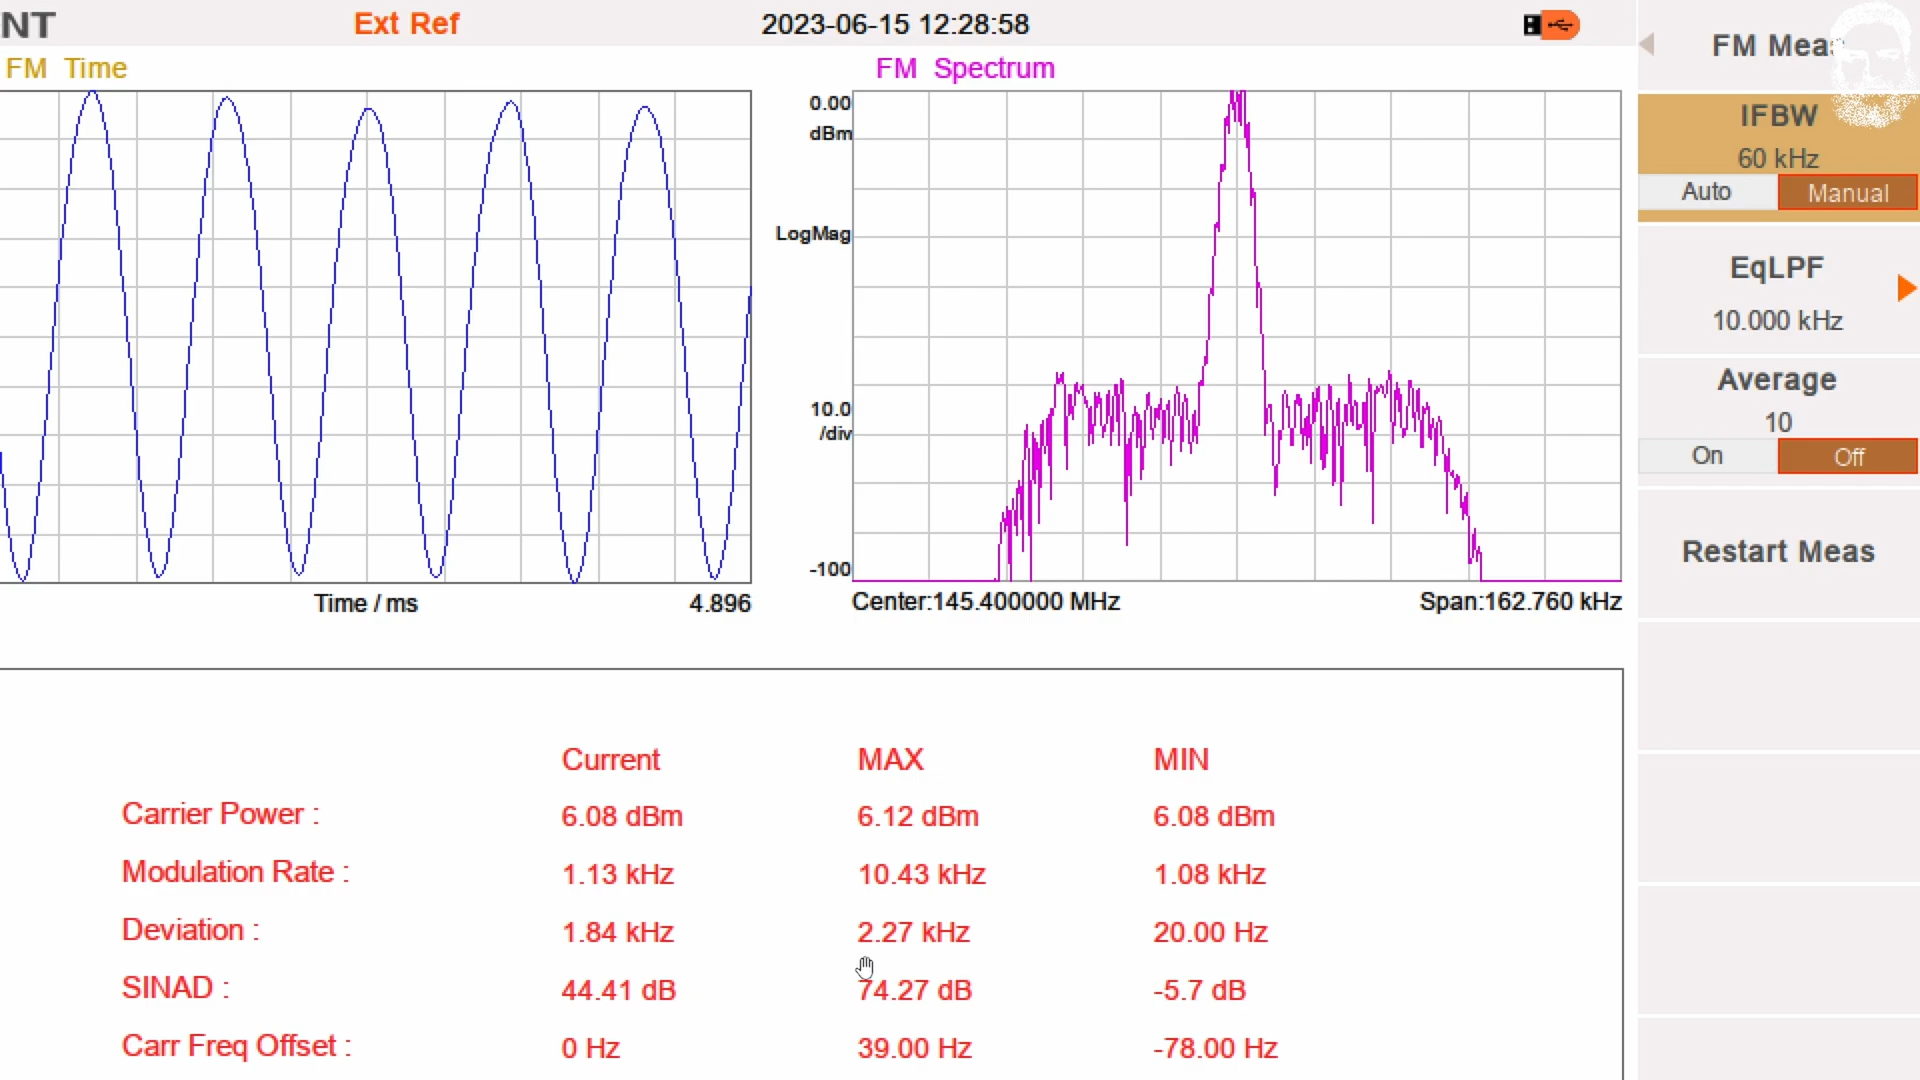 NT Ext Ref 2023-06-15 12:28:58
FM Time
FM Spectrum
0.00
dBm
LogMag
10.0
/div
-100
Time / ms 4.896
Center:145.400000 MHz Span:162.760 kHz
Current MAX MIN
Carrier Power : 6.08 dBm 6.12 dBm 6.08 dBm
Modulation Rate : 1.13 kHz 10.43 kHz 1.08 kHz
Deviation : 1.84 kHz 2.27 kHz 20.00 Hz
SINAD : 44.41 dB 74.27 dB -5.7 dB
Carr Freq Offset : 0 Hz 39.00 Hz -78.00 Hz
FM Meas
IFBW
60 kHz
Auto Manual
EqLPF
10.000 kHz
Average
10
On Off
Restart Meas